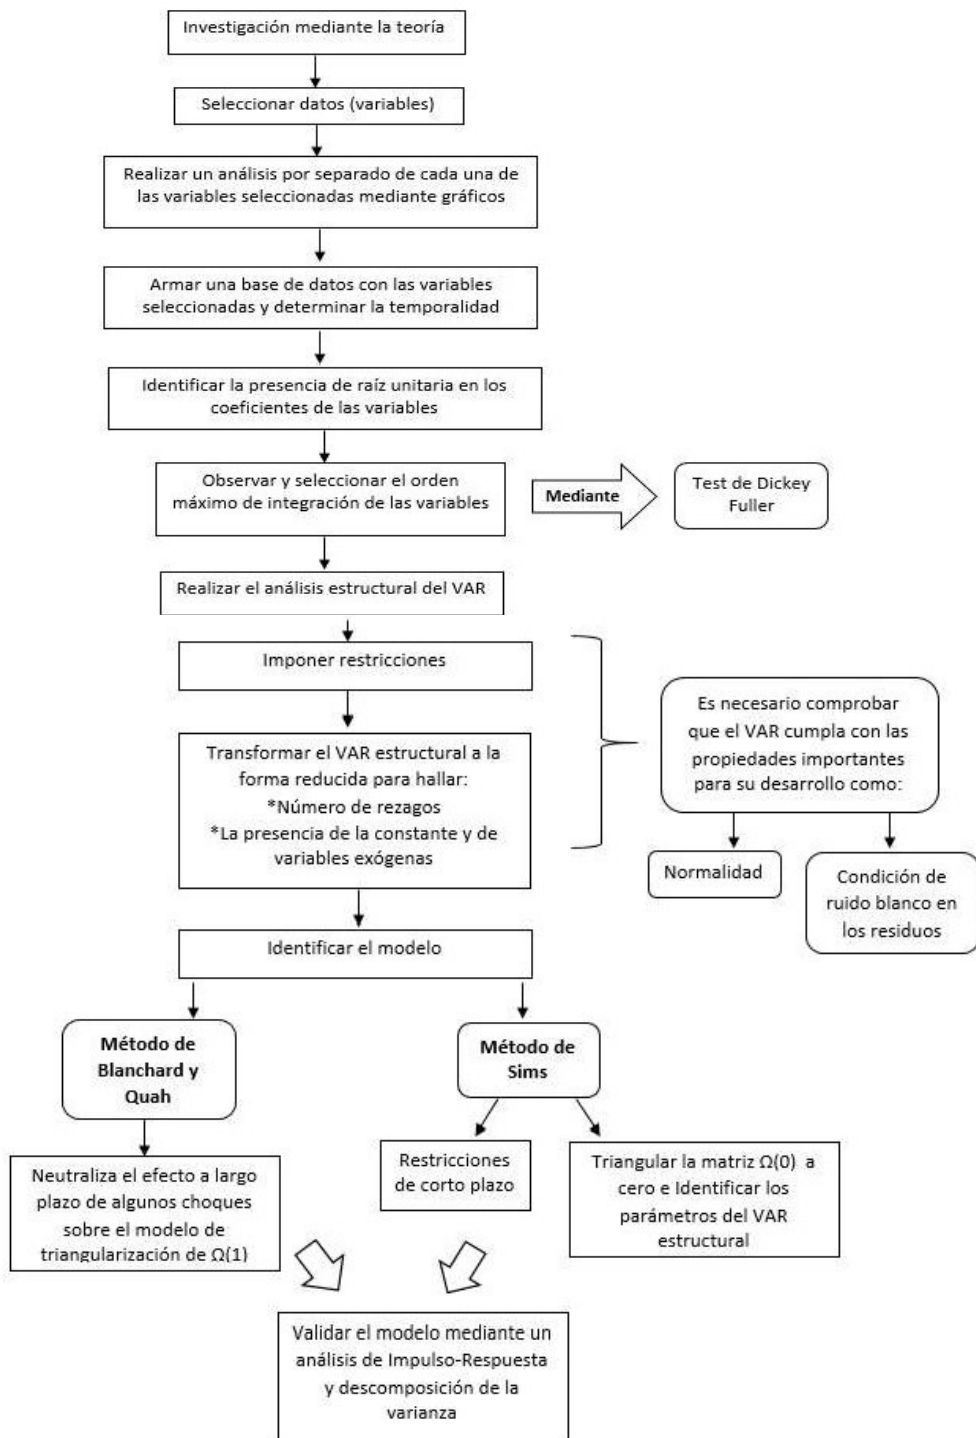 Investigación mediante la teoría
Seleccionar datos (variables)
Realizar un análisis por separado de cada una de
las variables seleccionadas mediante gráficos
Armar una base de datos con las variables
seleccionadas y determinar la temporalidad
Identificar la presencia de raíz unitaria en los
coeficientes de las variables
Observar y seleccionar el orden
máximo de integración de las variables
Mediante
Test de Dickey
Fuller
Realizar el análisis estructural del VAR
Imponer restricciones
Transformar el VAR estructural a la
forma reducida para hallar:
*Número de rezagos
*La presencia de la constante y de
variables exógenas
Es necesario comprobar
que el VAR cumpla con las
propiedades importantes
para su desarrollo como:
Normalidad
Condición de
ruido blanco en
los residuos
Identificar el modelo
Método de
Blanchard y
Quah
Método de
Sims
Neutraliza el efecto a largo
plazo de algunos choques
sobre el modelo de
triangularización de Ω(1)
Restricciones
de corto plazo
Triangular la matriz Ω(0) a
cero e Identificar los
parámetros del VAR
estructural
Validar el modelo mediante un
análisis de Impulso-Respuesta
y descomposición de la
varianza